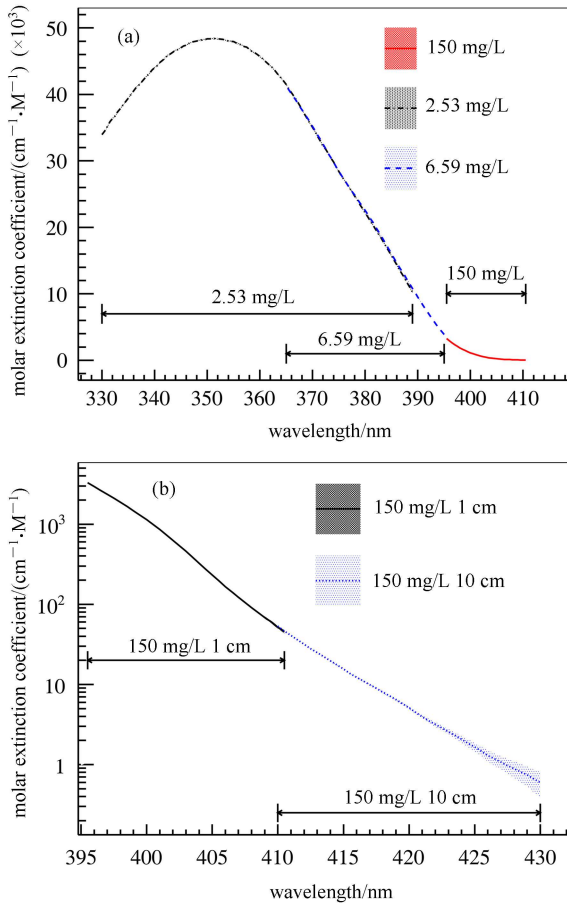 (a)
molar extinction coefficient/(cm⁻¹•M⁻¹) (×10³)
150 mg/L
2.53 mg/L
6.59 mg/L
50
40
30
20
10
0
150 mg/L
2.53 mg/L
6.59 mg/L
330 340 350 360 370 380 390 400 410
wavelength/nm
(b)
molar extinction coefficient/(cm⁻¹•M⁻¹)
150 mg/L 1 cm
150 mg/L 10 cm
10³
10²
10
1
150 mg/L 1 cm
150 mg/L 10 cm
395 400 405 410 415 420 425 430
wavelength/nm